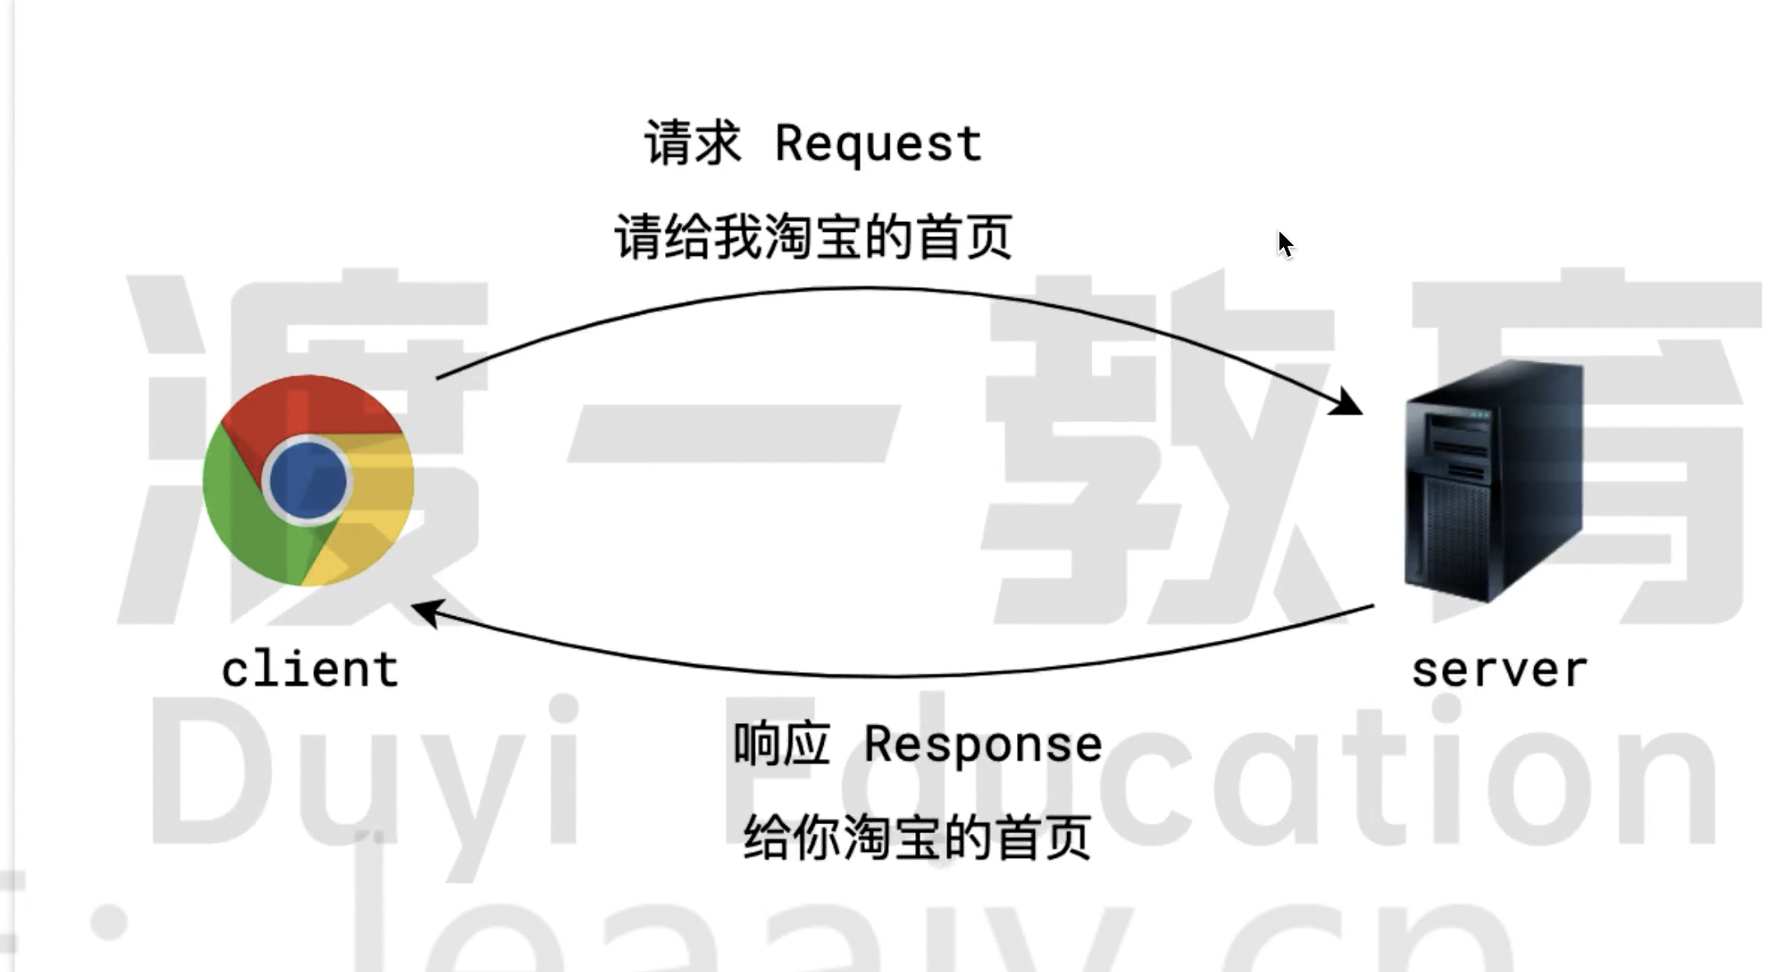 请求 Request
请给我淘宝的首页
渡一教育
client
server
Duyi Education
响应 Response
给你淘宝的首页